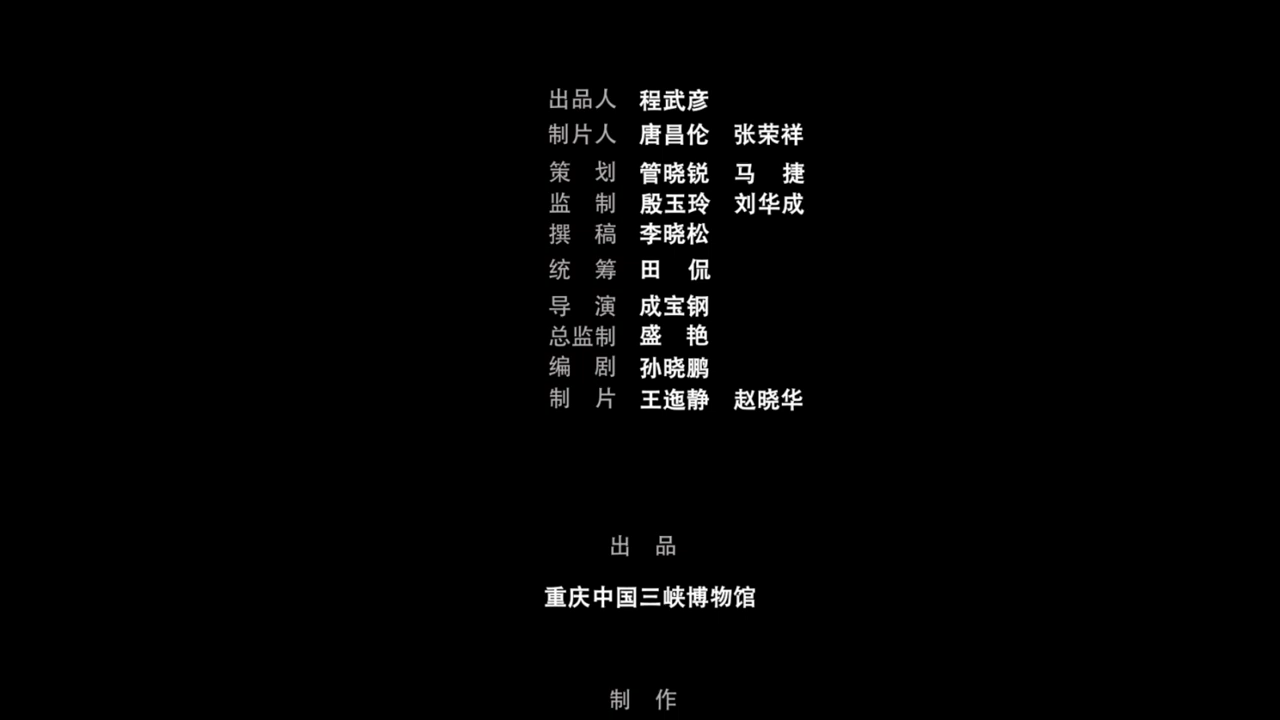 出品人 程武彦
制片人 唐昌伦 张荣祥
策 划 管晓锐 马 捷
监 制 殷玉玲 刘华成
撰 稿 李晓松
统 筹 田 侃
导 演 成宝钢
总监制 盛 艳
编 剧 孙晓鹏
制 片 王迤静 赵晓华
出 品
重庆中国三峡博物馆
制 作